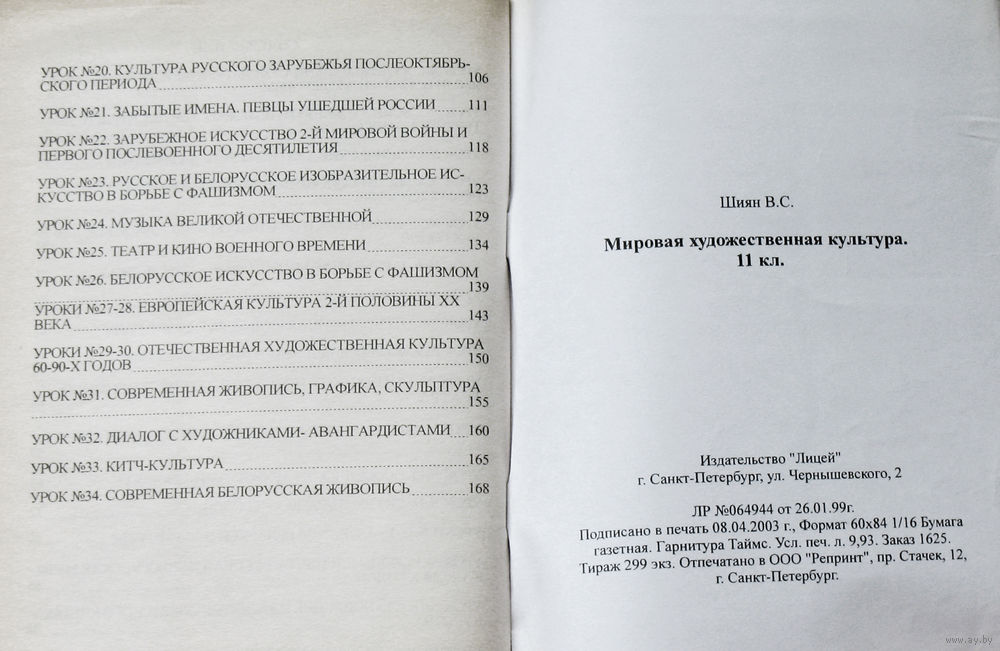 УРОК №20. КУЛЬТУРА РУССКОГО ЗАРУБЕЖЬЯ ПОСЛЕОКТЯБРЬ-
СКОГО ПЕРИОДА 106
УРОК №21. ЗАБЫТЫЕ ИМЕНА. ПЕВЦЫ УШЕДШЕЙ РОССИИ 111
УРОК №22. ЗАРУБЕЖНОЕ ИСКУССТВО 2-Й МИРОВОЙ ВОЙНЫ И
ПЕРВОГО ПОСЛЕВОЕННОГО ДЕСЯТИЛЕТИЯ 118
УРОК №23. РУССКОЕ И БЕЛОРУССКОЕ ИЗОБРАЗИТЕЛЬНОЕ ИС-
КУССТВО В БОРЬБЕ С ФАШИЗМОМ 123
УРОК №24. МУЗЫКА ВЕЛИКОЙ ОТЕЧЕСТВЕННОЙ 129
УРОК №25. ТЕАТР И КИНО ВОЕННОГО ВРЕМЕНИ 134
УРОК №26. БЕЛОРУССКОЕ ИСКУССТВО В БОРЬБЕ С ФАШИЗМОМ
139
УРОКИ №27-28. ЕВРОПЕЙСКАЯ КУЛЬТУРА 2-Й ПОЛОВИНЫ XX
ВЕКА 143
УРОКИ №29-30. ОТЕЧЕСТВЕННАЯ ХУДОЖЕСТВЕННАЯ КУЛЬТУРА
60-90-Х ГОДОВ 150
УРОК №31. СОВРЕМЕННАЯ ЖИВОПИСЬ, ГРАФИКА, СКУЛЬПТУРА
155
УРОК №32. ДИАЛОГ С ХУДОЖНИКАМИ- АВАНГАРДИСТАМИ 160
УРОК №33. КИТЧ-КУЛЬТУРА 165
УРОК №34. СОВРЕМЕННАЯ БЕЛОРУССКАЯ ЖИВОПИСЬ 168
Шиян В.С.
Мировая художественная культура.
11 кл.
Издательство "Лицей"
г. Санкт-Петербург, ул. Чернышевского, 2
ЛР №064944 от 26.01.99г.
Подписано в печать 08.04.2003 г., Формат 60х84 1/16 Бумага
газетная. Гарнитура Таймс. Усл. печ. л. 9,93. Заказ 1625.
Тираж 299 экз. Отпечатано в ООО "Репринт", пр. Стачек, 12,
г. Санкт-Петербург.
www.ay.by